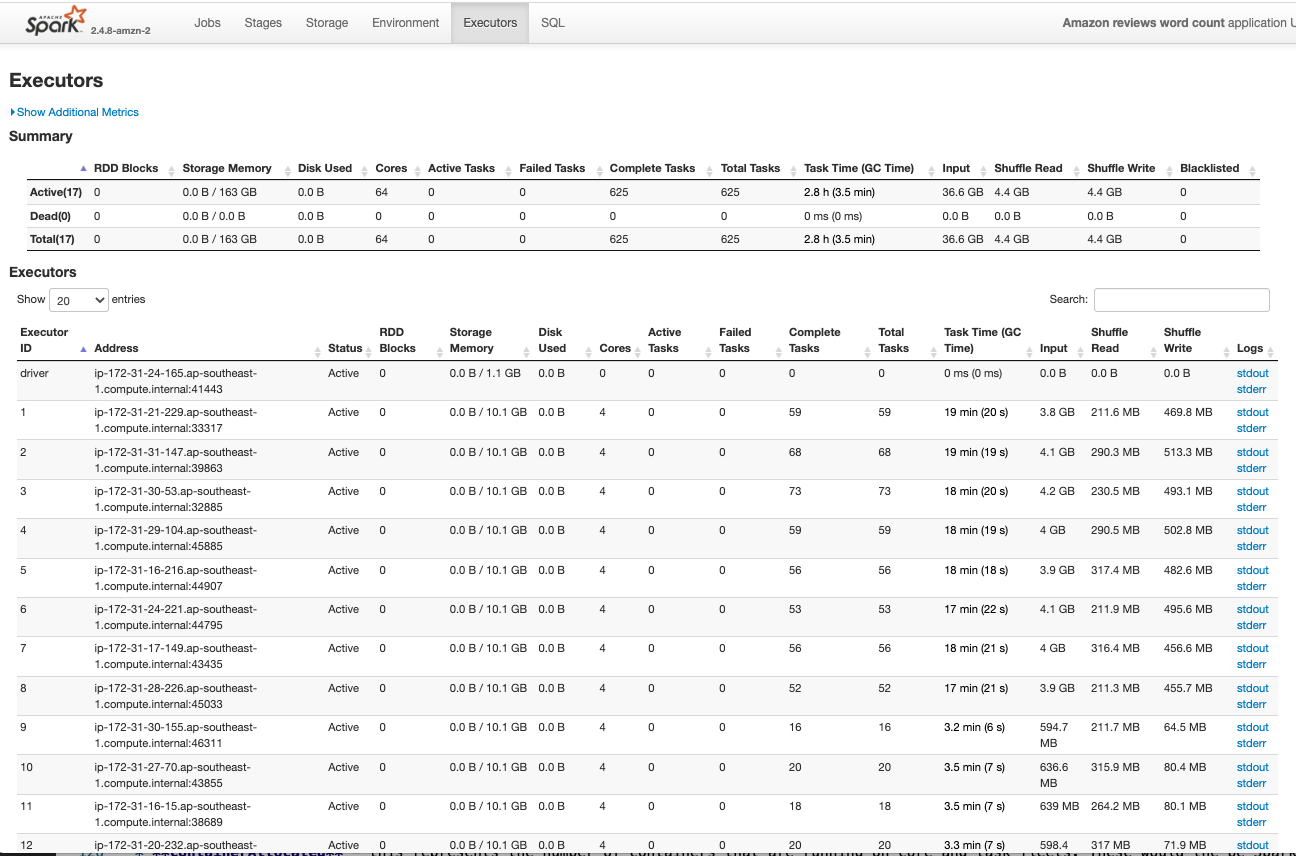 APACHE Spark 2.4.8-amzn-2 Jobs Stages Storage Environment Executors SQL Amazon reviews word count application U
Executors
Show Additional Metrics
Summary
RDD Blocks Storage Memory Disk Used Cores Active Tasks Failed Tasks Complete Tasks Total Tasks Task Time (GC Time) Input Shuffle Read Shuffle Write Blacklisted
Active(17) 0 0.0 B / 163 GB 0.0 B 64 0 0 625 625 2.8 h (3.5 min) 36.6 GB 4.4 GB 4.4 GB 0
Dead(0) 0 0.0 B / 0.0 B 0.0 B 0 0 0 0 0 0 ms (0 ms) 0.0 B 0.0 B 0.0 B 0
Total(17) 0 0.0 B / 163 GB 0.0 B 64 0 0 625 625 2.8 h (3.5 min) 36.6 GB 4.4 GB 4.4 GB 0
Executors
Show 20 entries Search:
Executor RDD Storage Disk Active Failed Complete Total Task Time (GC Shuffle Shuffle
ID Address Status Blocks Memory Used Cores Tasks Tasks Tasks Tasks Time) Input Read Write Logs
driver ip-172-31-24-165.ap-southeast- Active 0 0.0 B / 1.1 GB 0.0 B 0 0 0 0 0 0 ms (0 ms) 0.0 B 0.0 B 0.0 B stdout
1.compute.internal:41443 stderr
1 ip-172-31-21-229.ap-southeast- Active 0 0.0 B / 10.1 GB 0.0 B 4 0 0 59 59 19 min (20 s) 3.8 GB 211.6 MB 469.8 MB stdout
1.compute.internal:33317 stderr
2 ip-172-31-31-147.ap-southeast- Active 0 0.0 B / 10.1 GB 0.0 B 4 0 0 68 68 19 min (19 s) 4.1 GB 290.3 MB 513.3 MB stdout
1.compute.internal:39863 stderr
3 ip-172-31-30-53.ap-southeast- Active 0 0.0 B / 10.1 GB 0.0 B 4 0 0 73 73 18 min (20 s) 4.2 GB 230.5 MB 493.1 MB stdout
1.compute.internal:32885 stderr
4 ip-172-31-29-104.ap-southeast- Active 0 0.0 B / 10.1 GB 0.0 B 4 0 0 59 59 18 min (19 s) 4 GB 290.5 MB 502.8 MB stdout
1.compute.internal:45885 stderr
5 ip-172-31-16-216.ap-southeast- Active 0 0.0 B / 10.1 GB 0.0 B 4 0 0 56 56 18 min (18 s) 3.9 GB 317.4 MB 482.6 MB stdout
1.compute.internal:44907 stderr
6 ip-172-31-24-221.ap-southeast- Active 0 0.0 B / 10.1 GB 0.0 B 4 0 0 53 53 17 min (22 s) 4.1 GB 211.9 MB 495.6 MB stdout
1.compute.internal:44795 stderr
7 ip-172-31-17-149.ap-southeast- Active 0 0.0 B / 10.1 GB 0.0 B 4 0 0 56 56 18 min (21 s) 4 GB 316.4 MB 456.6 MB stdout
1.compute.internal:43435 stderr
8 ip-172-31-28-226.ap-southeast- Active 0 0.0 B / 10.1 GB 0.0 B 4 0 0 52 52 17 min (21 s) 3.9 GB 211.3 MB 455.7 MB stdout
1.compute.internal:45033 stderr
9 ip-172-31-30-155.ap-southeast- Active 0 0.0 B / 10.1 GB 0.0 B 4 0 0 16 16 3.2 min (6 s) 594.7 211.7 MB 64.5 MB stdout
1.compute.internal:46311 MB stderr
10 ip-172-31-27-70.ap-southeast- Active 0 0.0 B / 10.1 GB 0.0 B 4 0 0 20 20 3.5 min (7 s) 636.6 315.9 MB 80.4 MB stdout
1.compute.internal:43855 MB stderr
11 ip-172-31-16-15.ap-southeast- Active 0 0.0 B / 10.1 GB 0.0 B 4 0 0 18 18 3.5 min (7 s) 639 MB 264.2 MB 80.1 MB stdout
1.compute.internal:38689 stderr
12 ip-172-31-20-232.ap-southeast- Active 0 0.0 B / 10.1 GB 0.0 B 4 0 0 20 20 3.3 min (7 s) 598.4 317 MB 71.9 MB stdout